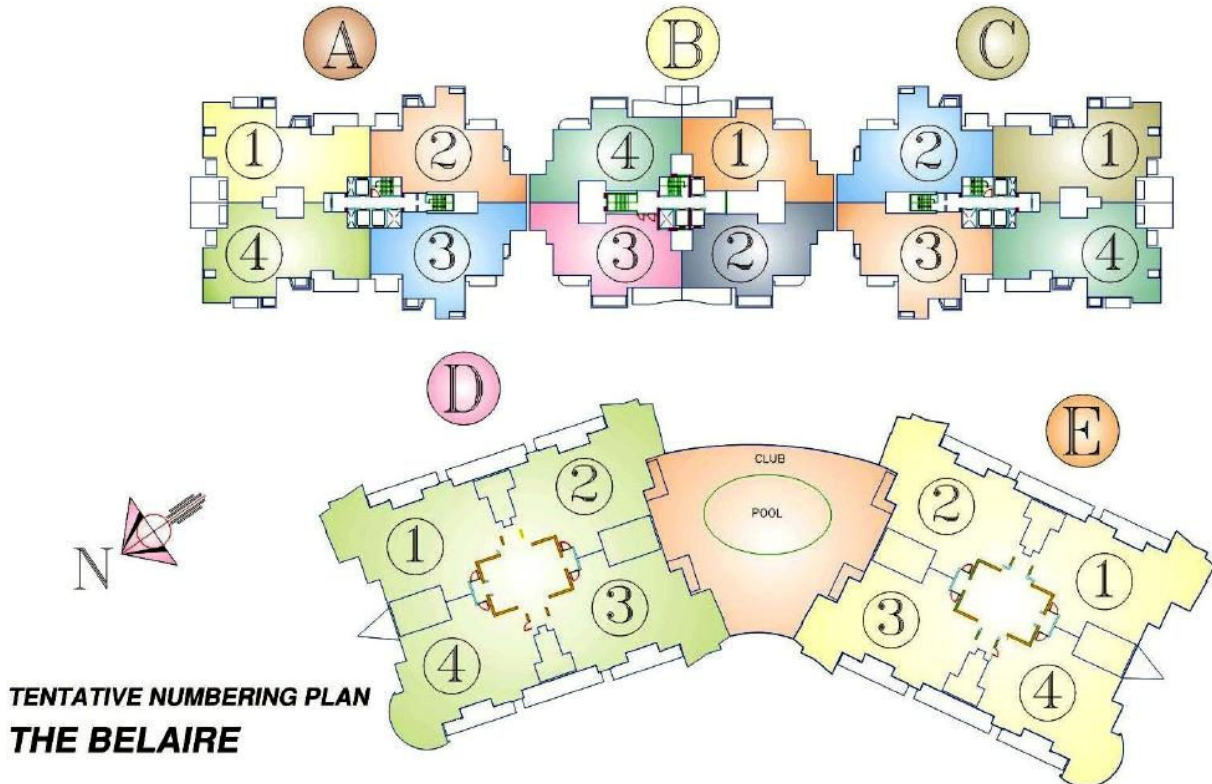 A B C
1 2 4 1 2 1
4 3 3 2 3 4
D
E
CLUB
POOL
2 2
1 1
3 3
4 4
N
TENTATIVE NUMBERING PLAN
THE BELAIRE